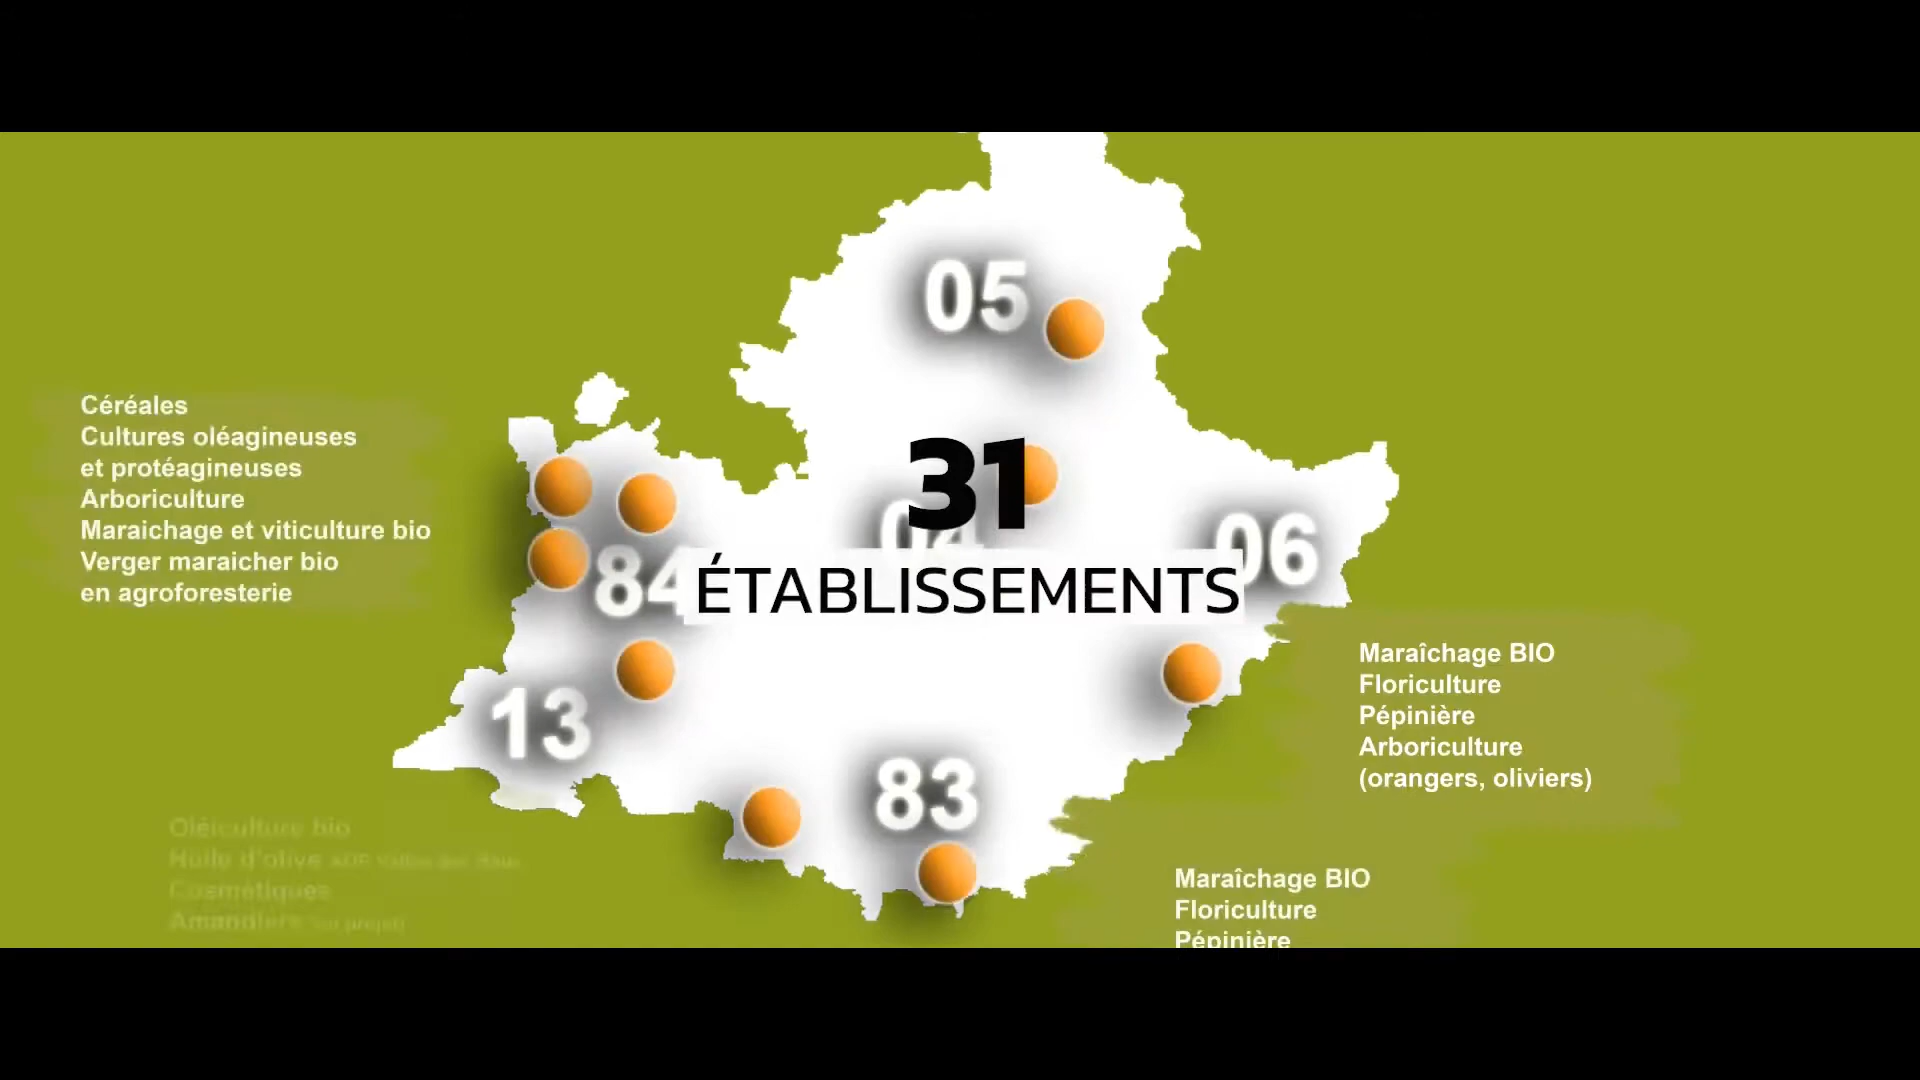 05
Céréales
Cultures oléagineuses
et protéagineuses
Arboriculture
Maraichage et viticulture bio
Verger maraicher bio
en agroforesterie
31
04
06
84
ÉTABLISSEMENTS
13
83
Maraîchage BIO
Floriculture
Pépinière
Arboriculture
(orangers, oliviers)
Oléiculture bio
Huile d'olive
Cosmétiques
Amandiers
Maraîchage BIO
Floriculture
Pépinière